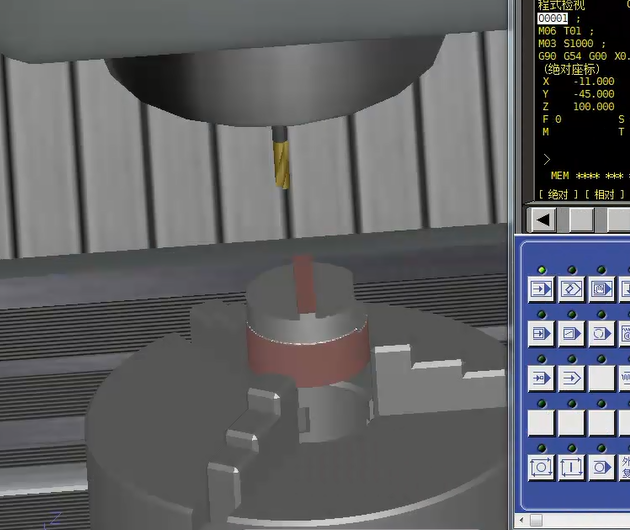 程式检视
O0001 ;
M06 T01 ;
M03 S1000 ;
G90 G54 G00 X0.
(绝对座标)
X -11.000
Y -45.000
Z 100.000
F 0 S
M T
>
MEM **** ***
[ 绝对 ] [ 相对 ]
Z